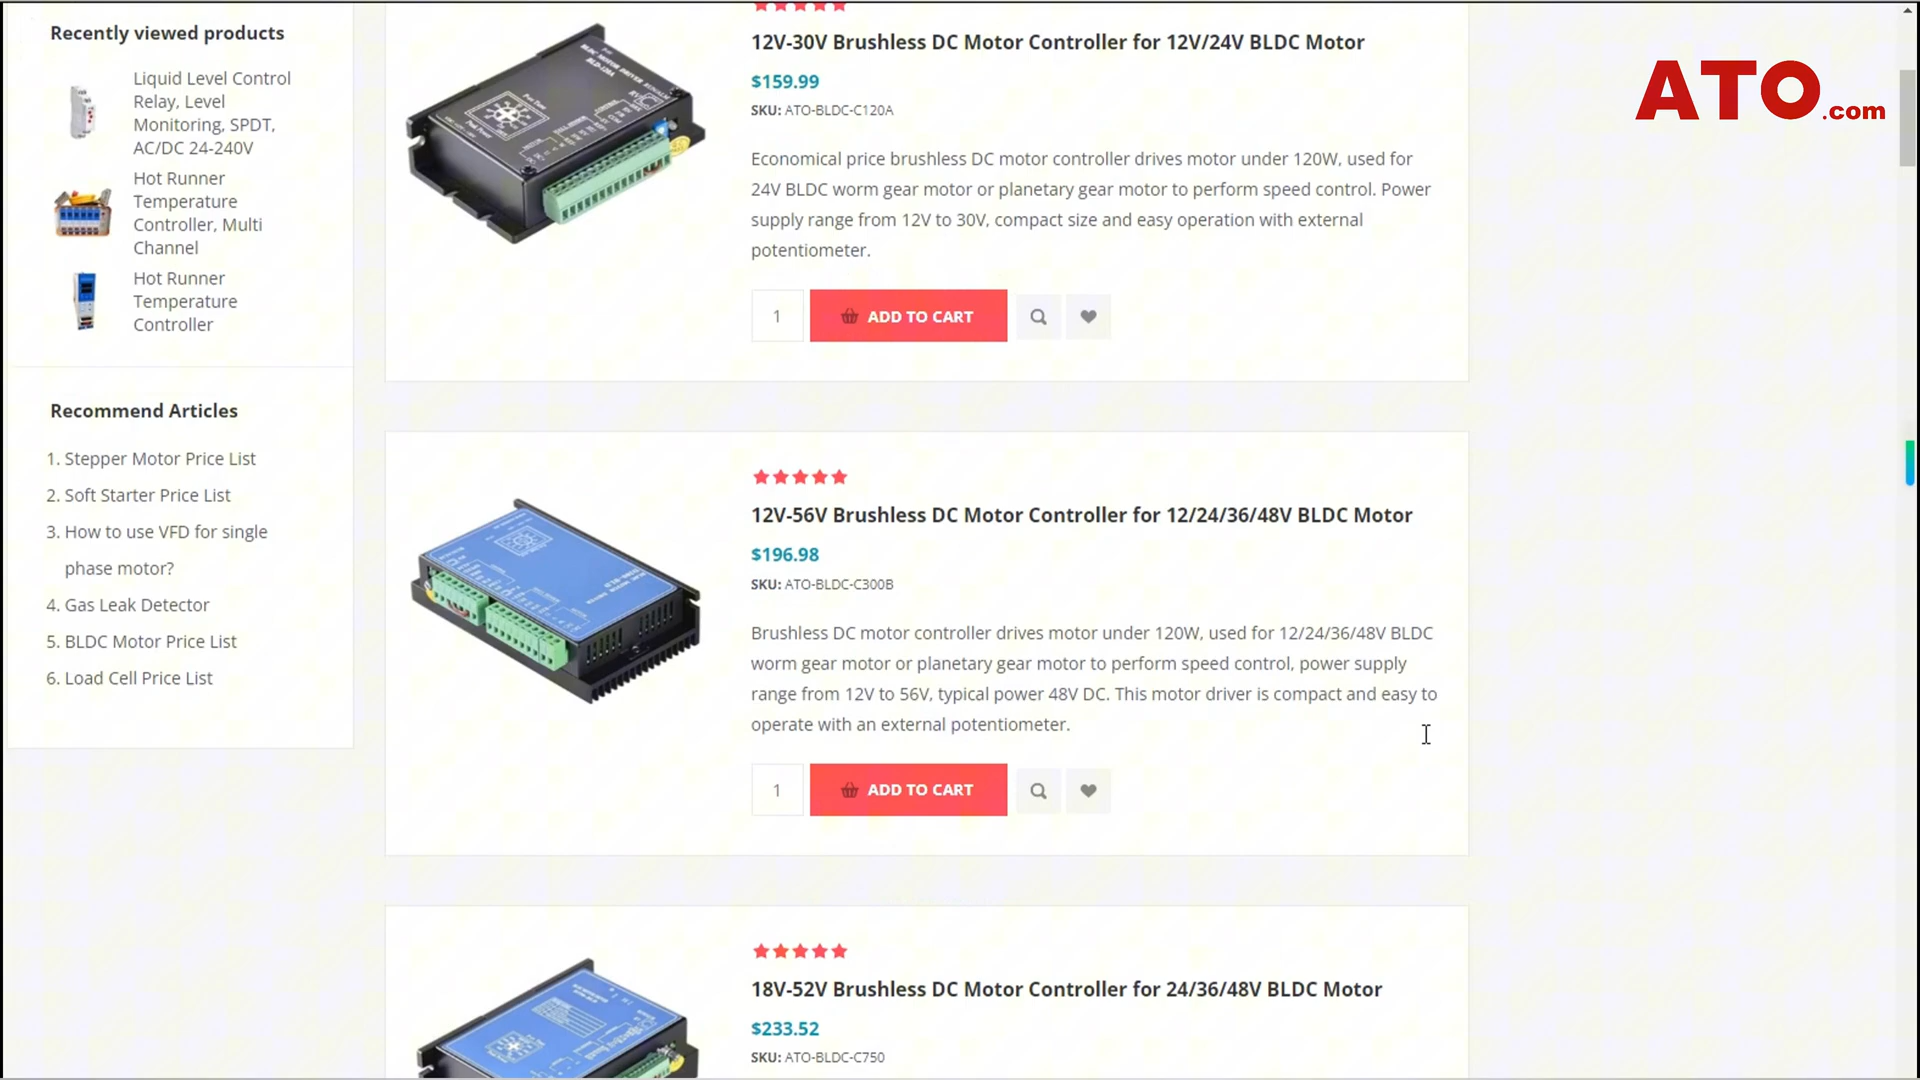 Recently viewed products
Liquid Level Control
Relay, Level
Monitoring, SPDT,
AC/DC 24-240V
Hot Runner
Temperature
Controller, Multi
Channel
Hot Runner
Temperature
Controller
Recommend Articles
1. Stepper Motor Price List
2. Soft Starter Price List
3. How to use VFD for single
phase motor?
4. Gas Leak Detector
5. BLDC Motor Price List
6. Load Cell Price List
BLDC MOTOR DRIVER
BLD-120A
12V-30V Brushless DC Motor Controller for 12V/24V BLDC Motor
$159.99
SKU: ATO-BLDC-C120A
Economical price brushless DC motor controller drives motor under 120W, used for
24V BLDC worm gear motor or planetary gear motor to perform speed control. Power
supply range from 12V to 30V, compact size and easy operation with external
potentiometer.
1
ADD TO CART
12V-56V Brushless DC Motor Controller for 12/24/36/48V BLDC Motor
$196.98
SKU: ATO-BLDC-C300B
Brushless DC motor controller drives motor under 120W, used for 12/24/36/48V BLDC
worm gear motor or planetary gear motor to perform speed control, power supply
range from 12V to 56V, typical power 48V DC. This motor driver is compact and easy to
operate with an external potentiometer.
1
ADD TO CART
18V-52V Brushless DC Motor Controller for 24/36/48V BLDC Motor
$233.52
SKU: ATO-BLDC-C750
ATO.com